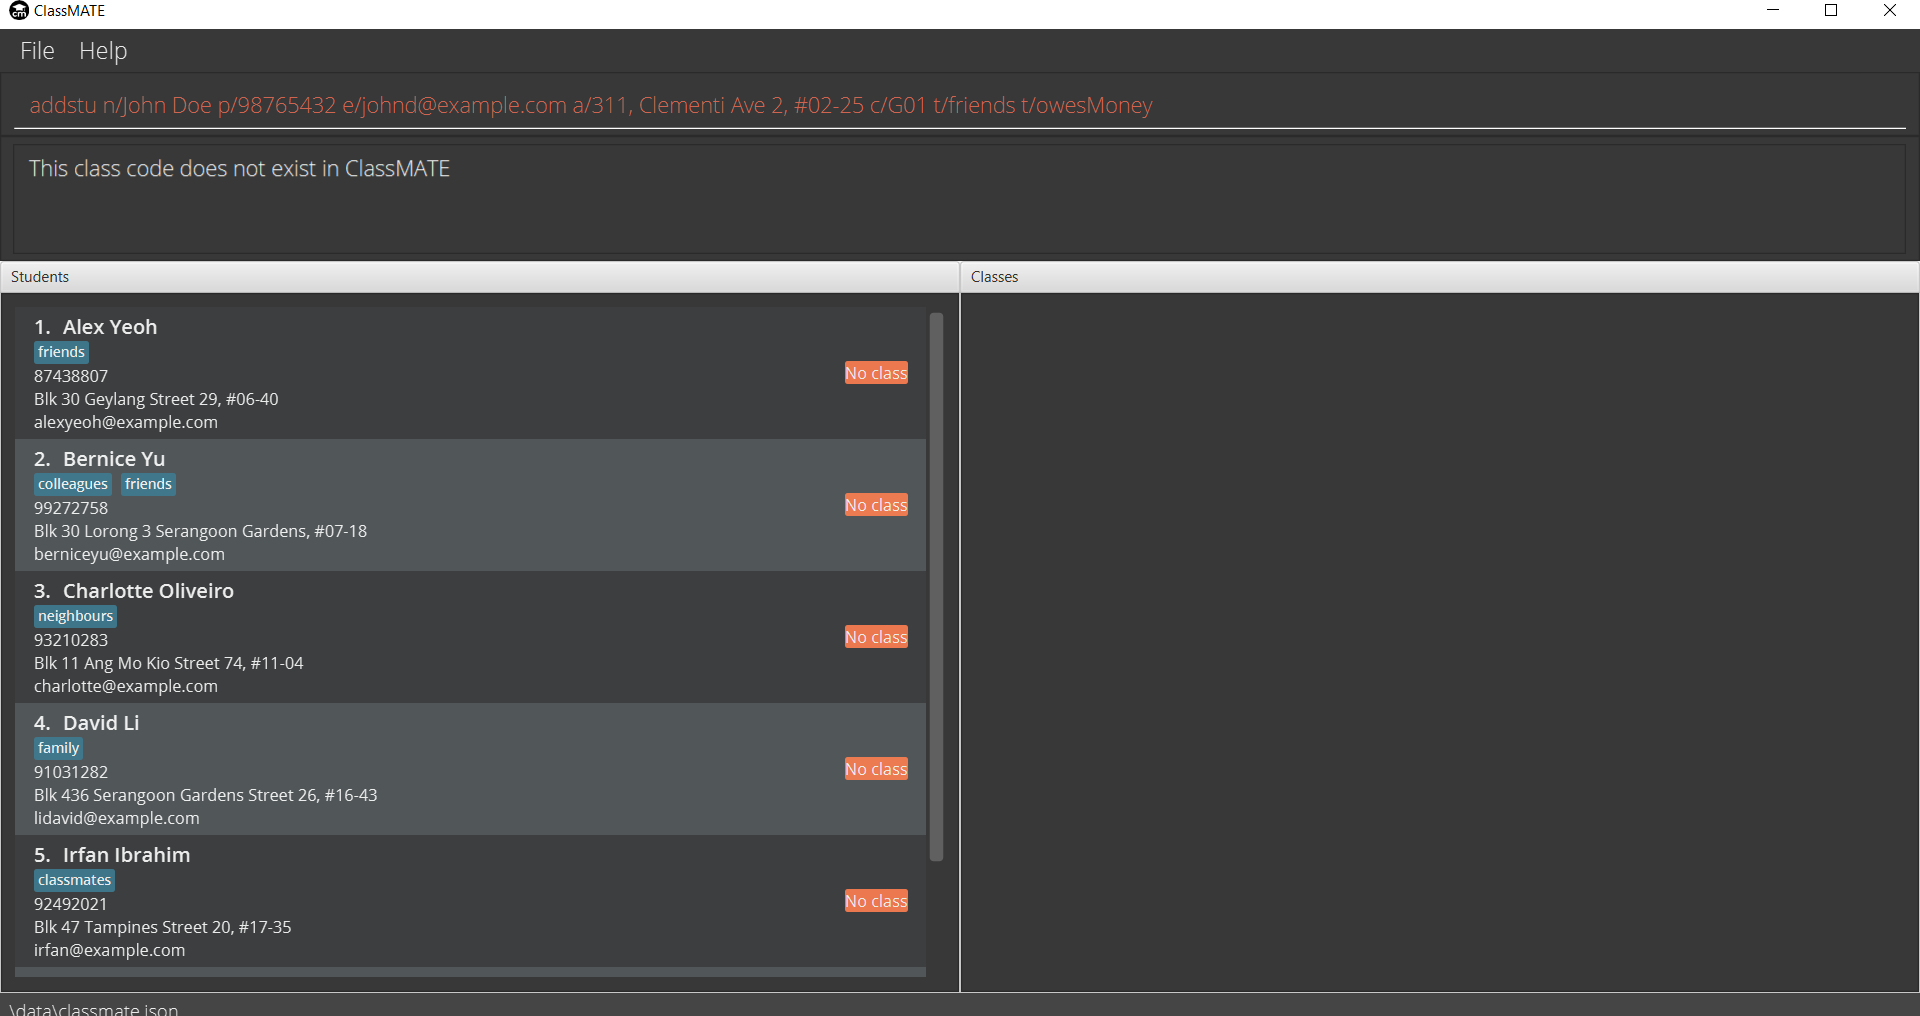 ClassMATE
File Help
addstu n/John Doe p/98765432 e/johnd@example.com a/311, Clementi Ave 2, #02-25 c/G01 t/friends t/owesMoney
This class code does not exist in ClassMATE
Students
1. Alex Yeoh
friends
87438807
No class
Blk 30 Geylang Street 29, #06-40
alexyeoh@example.com
2. Bernice Yu
colleagues friends
99272758
No class
Blk 30 Lorong 3 Serangoon Gardens, #07-18
berniceyu@example.com
3. Charlotte Oliveiro
neighbours
93210283
No class
Blk 11 Ang Mo Kio Street 74, #11-04
charlotte@example.com
4. David Li
family
91031282
No class
Blk 436 Serangoon Gardens Street 26, #16-43
lidavid@example.com
5. Irfan Ibrahim
classmates
92492021
No class
Blk 47 Tampines Street 20, #17-35
irfan@example.com
Classes
\data\classmate.json